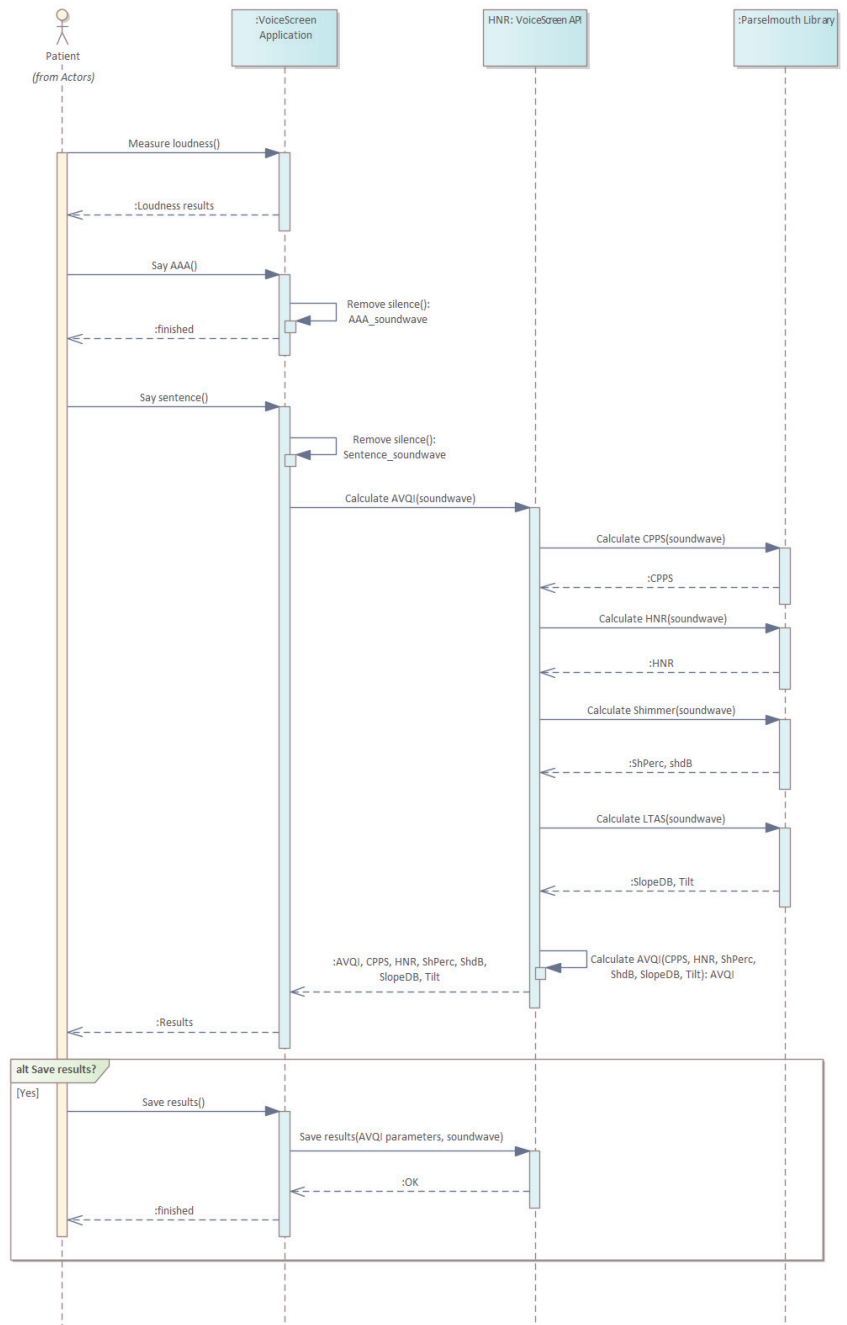 :VoiceScreen
Application
HNR: VoiceScreen API
:Parselmouth Library
Patient
(from Actors)
Measure loudness()
:Loudness results
Say AAA()
Remove silence():
AAA_soundwave
:finished
Say sentence()
Remove silence():
Sentence_soundwave
Calculate AVQI(soundwave)
Calculate CPPS(soundwave)
:CPPS
Calculate HNR(soundwave)
:HNR
Calculate Shimmer(soundwave)
:ShPerc, shdB
Calculate LTAS(soundwave)
:SlopeDB, Tilt
Calculate AVQI(CPPS, HNR, ShPerc,
ShdB, SlopeDB, Tilt): AVQI
:AVQI, CPPS, HNR, ShPerc, ShdB,
SlopeDB, Tilt
:Results
alt Save results?
[Yes]
Save results()
Save results(AVQI parameters, soundwave)
:OK
:finished